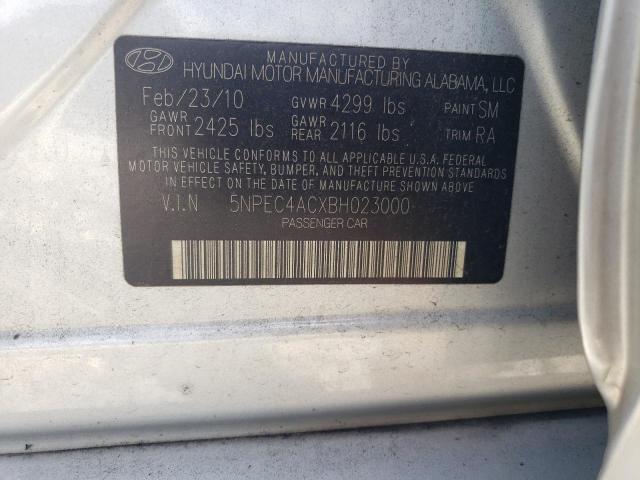 MANUFACTURED BY
HYUNDAI MOTOR MANUFACTURING ALABAMA, LLC
Feb/23/10 GVWR 4299 lbs PAINT SM
GAWR FRONT 2425 lbs GAWR REAR 2116 lbs TRIM RA
THIS VEHICLE CONFORMS TO ALL APPLICABLE U.S.A. FEDERAL
MOTOR VEHICLE SAFETY, BUMPER, AND THEFT PREVENTION STANDARDS
IN EFFECT ON THE DATE OF MANUFACTURE SHOWN ABOVE.
V.I.N 5NPEC4ACXBH023000
PASSENGER CAR